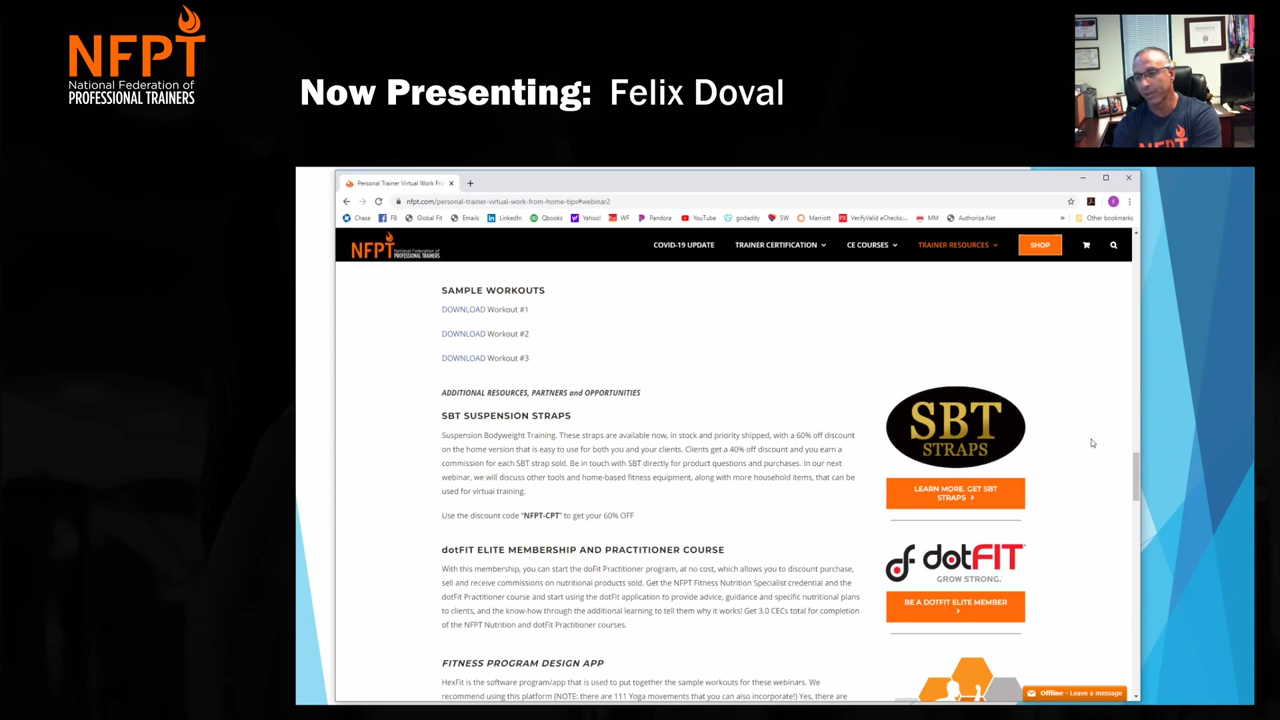 NFPT
National Federation of
PROFESSIONAL TRAINERS
Now Presenting: Felix Doval
NFPT
Personal Trainer Virtual Work Fro
nfpt.com/personal-trainer-virtual-work-from-home-tips#webinar2
Chase FB Global Fit Emails LinkedIn Qbooks Yahoo! WF Pandora YouTube godaddy SW Marriott VerifyValid eChecks:... MM Authorize.Net » Other bookmarks
NFPT
National Federation of
PROFESSIONAL TRAINERS
COVID-19 UPDATE TRAINER CERTIFICATION CE COURSES TRAINER RESOURCES SHOP
SAMPLE WORKOUTS
DOWNLOAD Workout #1
DOWNLOAD Workout #2
DOWNLOAD Workout #3
ADDITIONAL RESOURCES, PARTNERS and OPPORTUNITIES
SBT SUSPENSION STRAPS
Suspension Bodyweight Training. These straps are available now, in stock and priority shipped, with a 60% off discount
on the home version that is easy to use for both you and your clients. Clients get a 40% off discount and you earn a
commission for each SBT strap sold. Be in touch with SBT directly for product questions and purchases. In our next
webinar, we will discuss other tools and home-based fitness equipment, along with more household items, that can be
used for virtual training.
Use the discount code "NFPT-CPT" to get your 60% OFF
SBT
STRAPS
LEARN MORE. GET SBT
STRAPS >
dotFIT ELITE MEMBERSHIP AND PRACTITIONER COURSE
With this membership, you can start the doFit Practitioner program, at no cost, which allows you to discount purchase,
sell and receive commissions on nutritional products sold. Get the NFPT Fitness Nutrition Specialist credential and the
dotFit Practitioner course and start using the dotFit application to provide advice, guidance and specific nutritional plans
to clients, and the know-how through the additional learning to tell them why it works! Get 3.0 CECs total for completion
of the NFPT Nutrition and dotFit Practitioner courses.
dotFIT
GROW STRONG.
BE A DOTFIT ELITE MEMBER
>
FITNESS PROGRAM DESIGN APP
HexFit is the software program/app that is used to put together the sample workouts for these webinars. We
recommend using this platform (NOTE: there are 111 Yoga movements that you can also incorporate!) Yes, there are
Offline - Leave a message